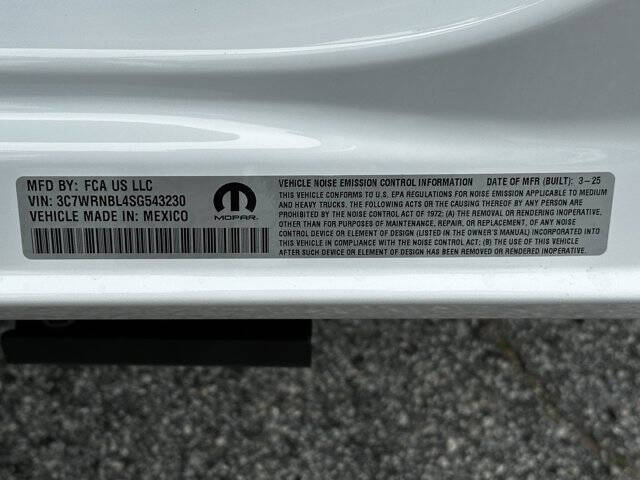 MFD BY: FCA US LLC
VIN: 3C7WRNBL4SG543230
VEHICLE MADE IN: MEXICO
MOPAR.
VEHICLE NOISE EMISSION CONTROL INFORMATION DATE OF MFR (BUILT): 3-25
THIS VEHICLE CONFORMS TO U.S. EPA REGULATIONS FOR NOISE EMISSION APPLICABLE TO MEDIUM
AND HEAVY TRUCKS. THE FOLLOWING ACTS OR THE CAUSING THEREOF BY ANY PERSON ARE
PROHIBITED BY THE NOISE CONTROL ACT OF 1972: (A) THE REMOVAL OR RENDERING INOPERATIVE,
OTHER THAN FOR PURPOSES OF MAINTENANCE, REPAIR, OR REPLACEMENT, OF ANY NOISE
CONTROL DEVICE OR ELEMENT OF DESIGN (LISTED IN THE OWNER'S MANUAL) INCORPORATED INTO
THIS VEHICLE IN COMPLIANCE WITH THE NOISE CONTROL ACT; (B) THE USE OF THIS VEHICLE
AFTER SUCH DEVICE OR ELEMENT OF DESIGN HAS BEEN REMOVED OR RENDERED INOPERATIVE.